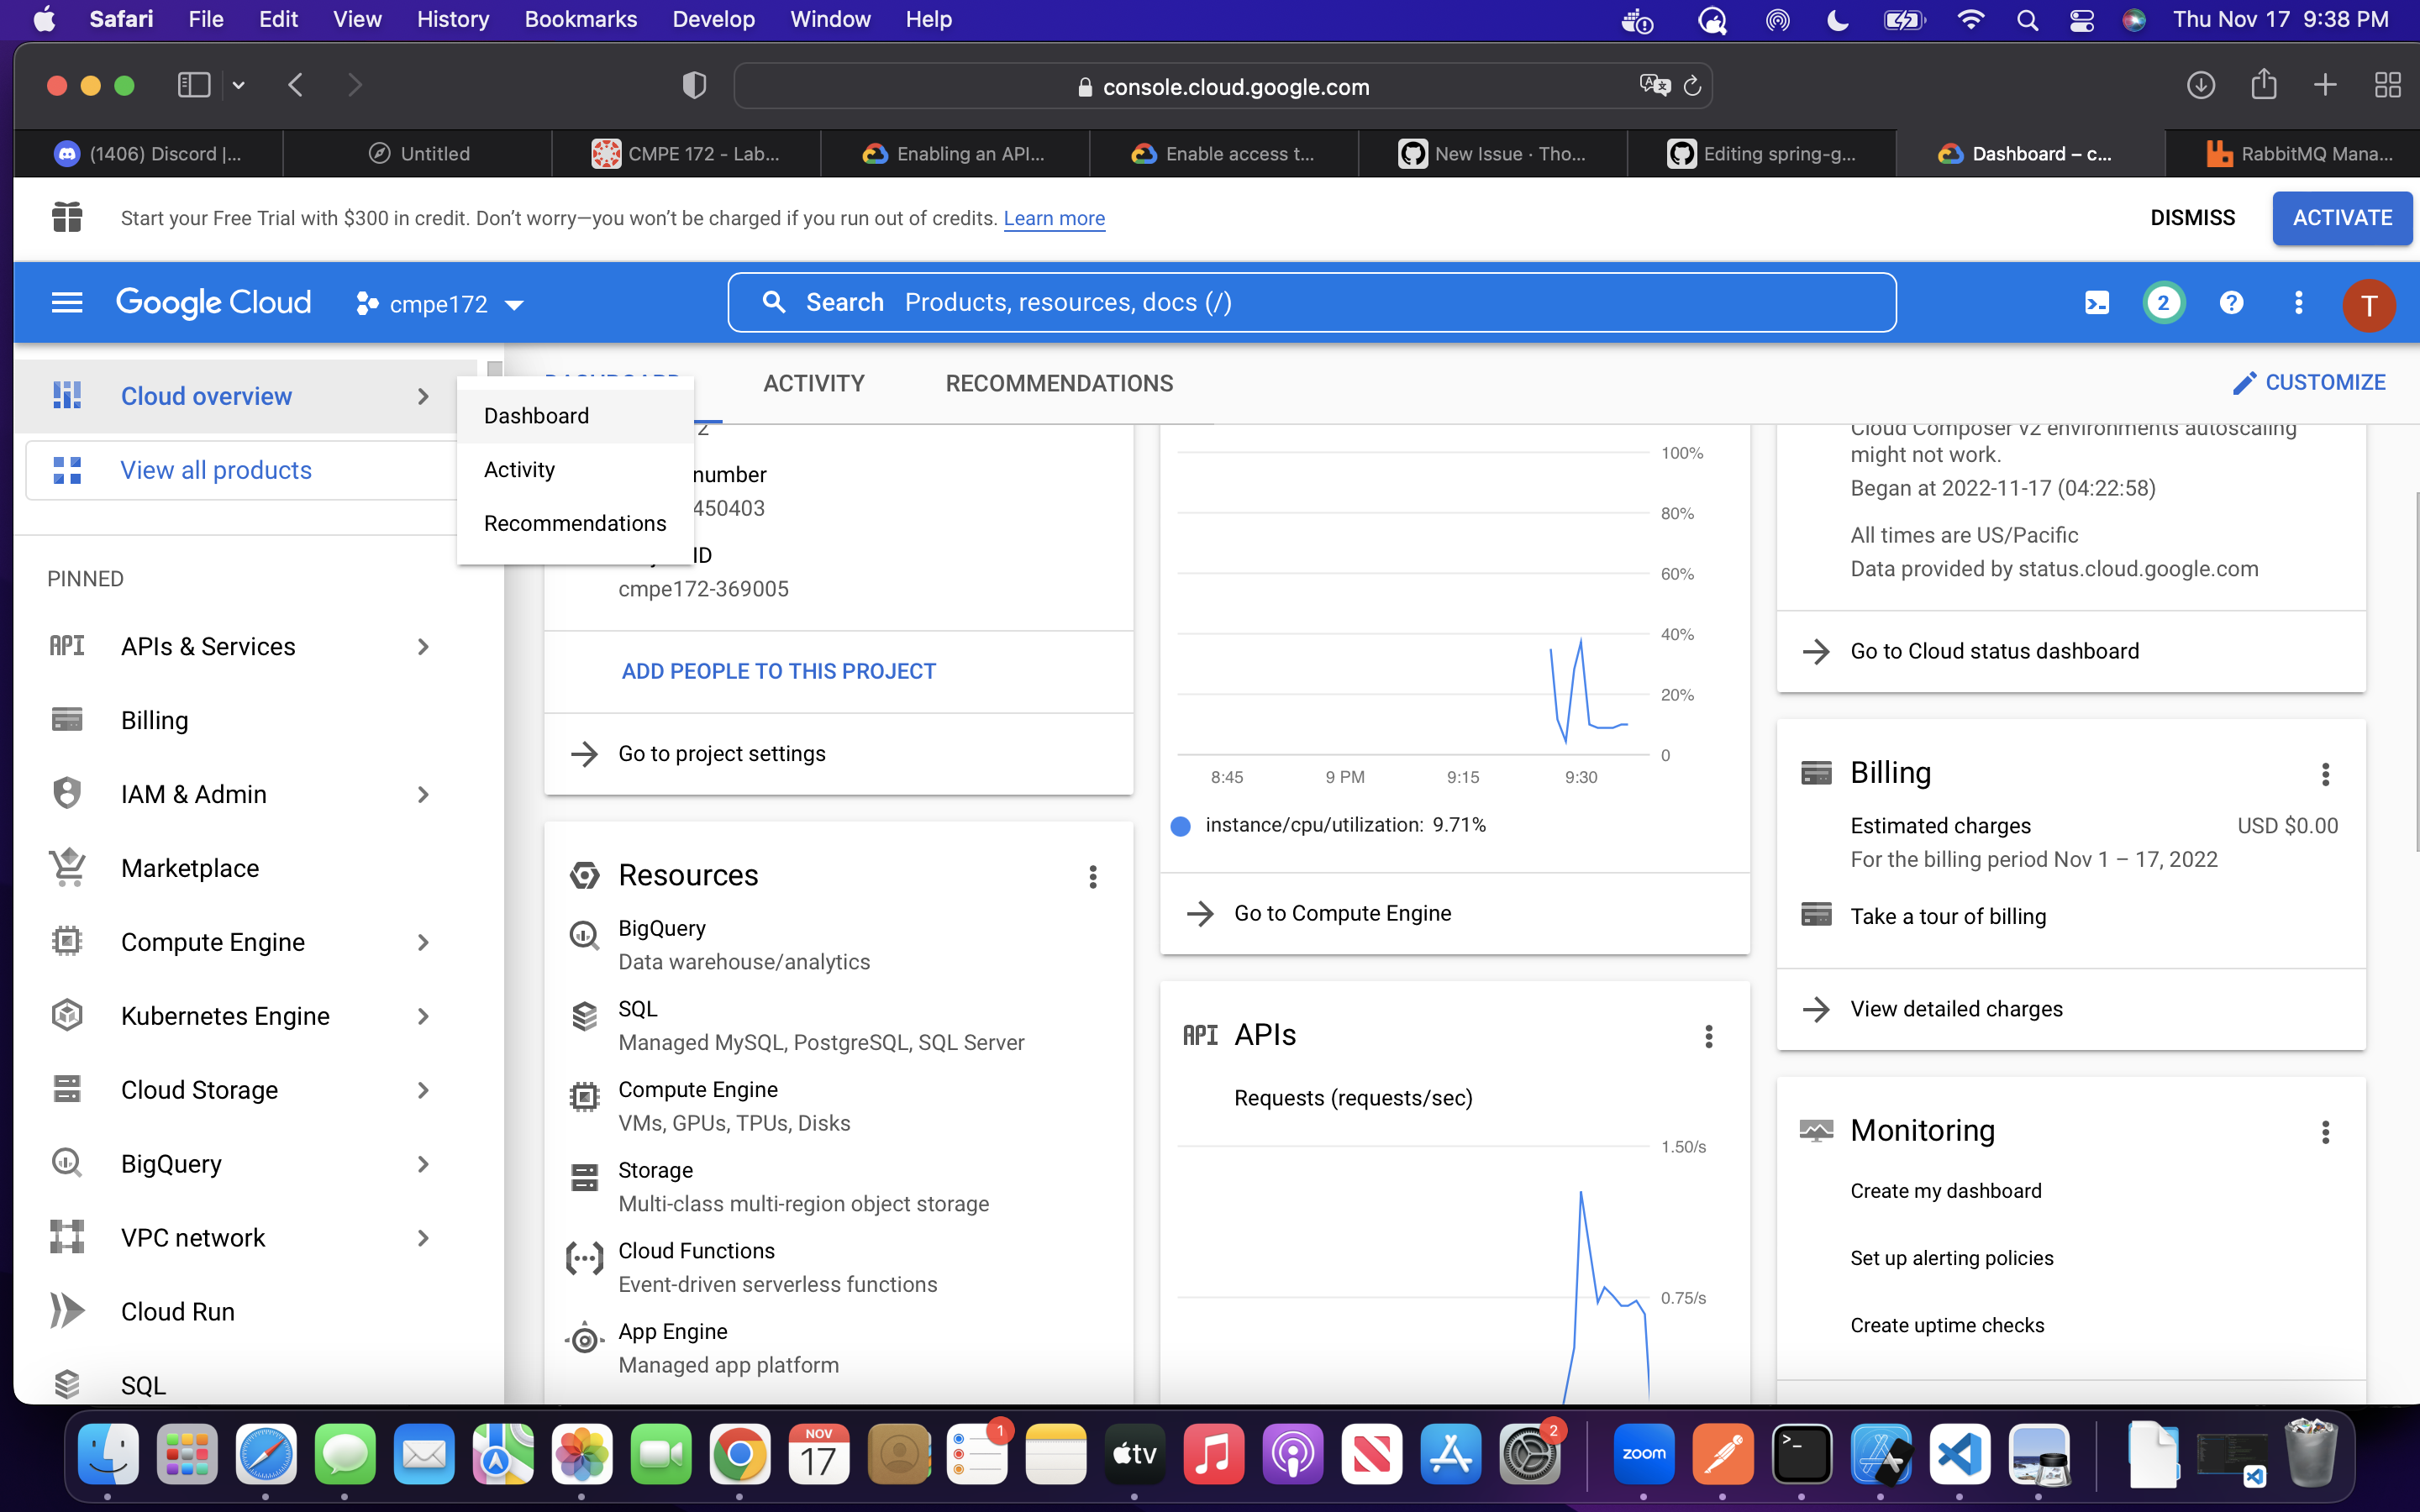 Safari File Edit View History Bookmarks Develop Window Help Thu Nov 17 9:38 PM
console.cloud.google.com
(1406) Discord |... Untitled CMPE 172 - Lab... Enabling an API... Enable access t... New Issue · Tho... Editing spring-g... Dashboard – c... RabbitMQ Mana...
Start your Free Trial with $300 in credit. Don't worry—you won't be charged if you run out of credits. Learn more DISMISS ACTIVATE
Google Cloud cmpe172 Search Products, resources, docs (/) 2 ? T
Cloud overview
View all products
PINNED
APIs & Services
Billing
IAM & Admin
Marketplace
Compute Engine
Kubernetes Engine
Cloud Storage
BigQuery
VPC network
Cloud Run
SQL
Dashboard
Activity
Recommendations
ACTIVITY RECOMMENDATIONS CUSTOMIZE
number
450403
ID
cmpe172-369005
ADD PEOPLE TO THIS PROJECT
Go to project settings
Resources
BigQuery
Data warehouse/analytics
SQL
Managed MySQL, PostgreSQL, SQL Server
Compute Engine
VMs, GPUs, TPUs, Disks
Storage
Multi-class multi-region object storage
Cloud Functions
Event-driven serverless functions
App Engine
Managed app platform
100%
80%
60%
40%
20%
0
8:45 9 PM 9:15 9:30
instance/cpu/utilization: 9.71%
Go to Compute Engine
API APIs
Requests (requests/sec)
1.50/s
0.75/s
Cloud Composer v2 environments autoscaling
might not work.
Began at 2022-11-17 (04:22:58)
All times are US/Pacific
Data provided by status.cloud.google.com
Go to Cloud status dashboard
Billing
Estimated charges USD $0.00
For the billing period Nov 1 – 17, 2022
Take a tour of billing
View detailed charges
Monitoring
Create my dashboard
Set up alerting policies
Create uptime checks
NOV
17
1
tv
2
zoom